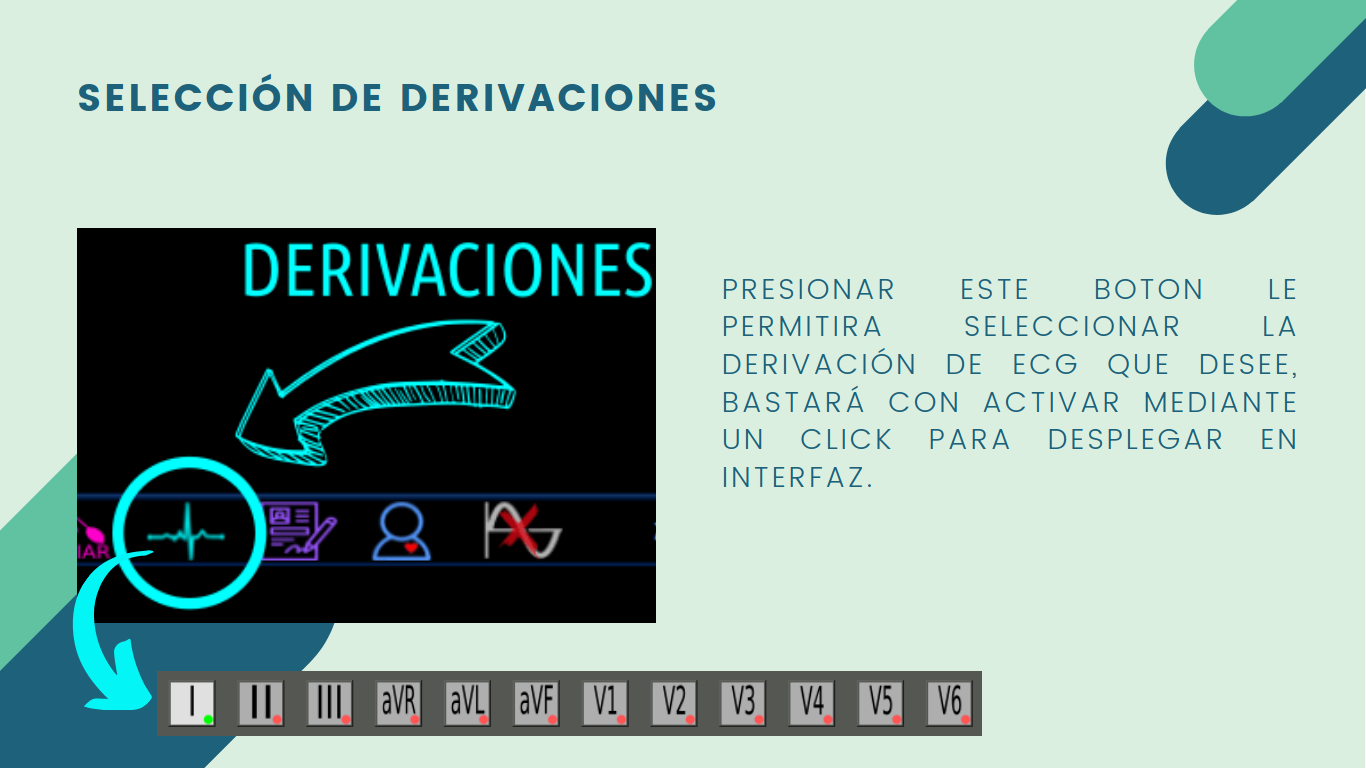 SELECCIÓN DE DERIVACIONES
DERIVACIONES
PRESIONAR ESTE BOTON LE
PERMITIRA SELECCIONAR LA
DERIVACIÓN DE ECG QUE DESEE,
BASTARÁ CON ACTIVAR MEDIANTE
UN CLICK PARA DESPLEGAR EN
INTERFAZ.
IAR
I II III aVR aVL aVF V1 V2 V3 V4 V5 V6